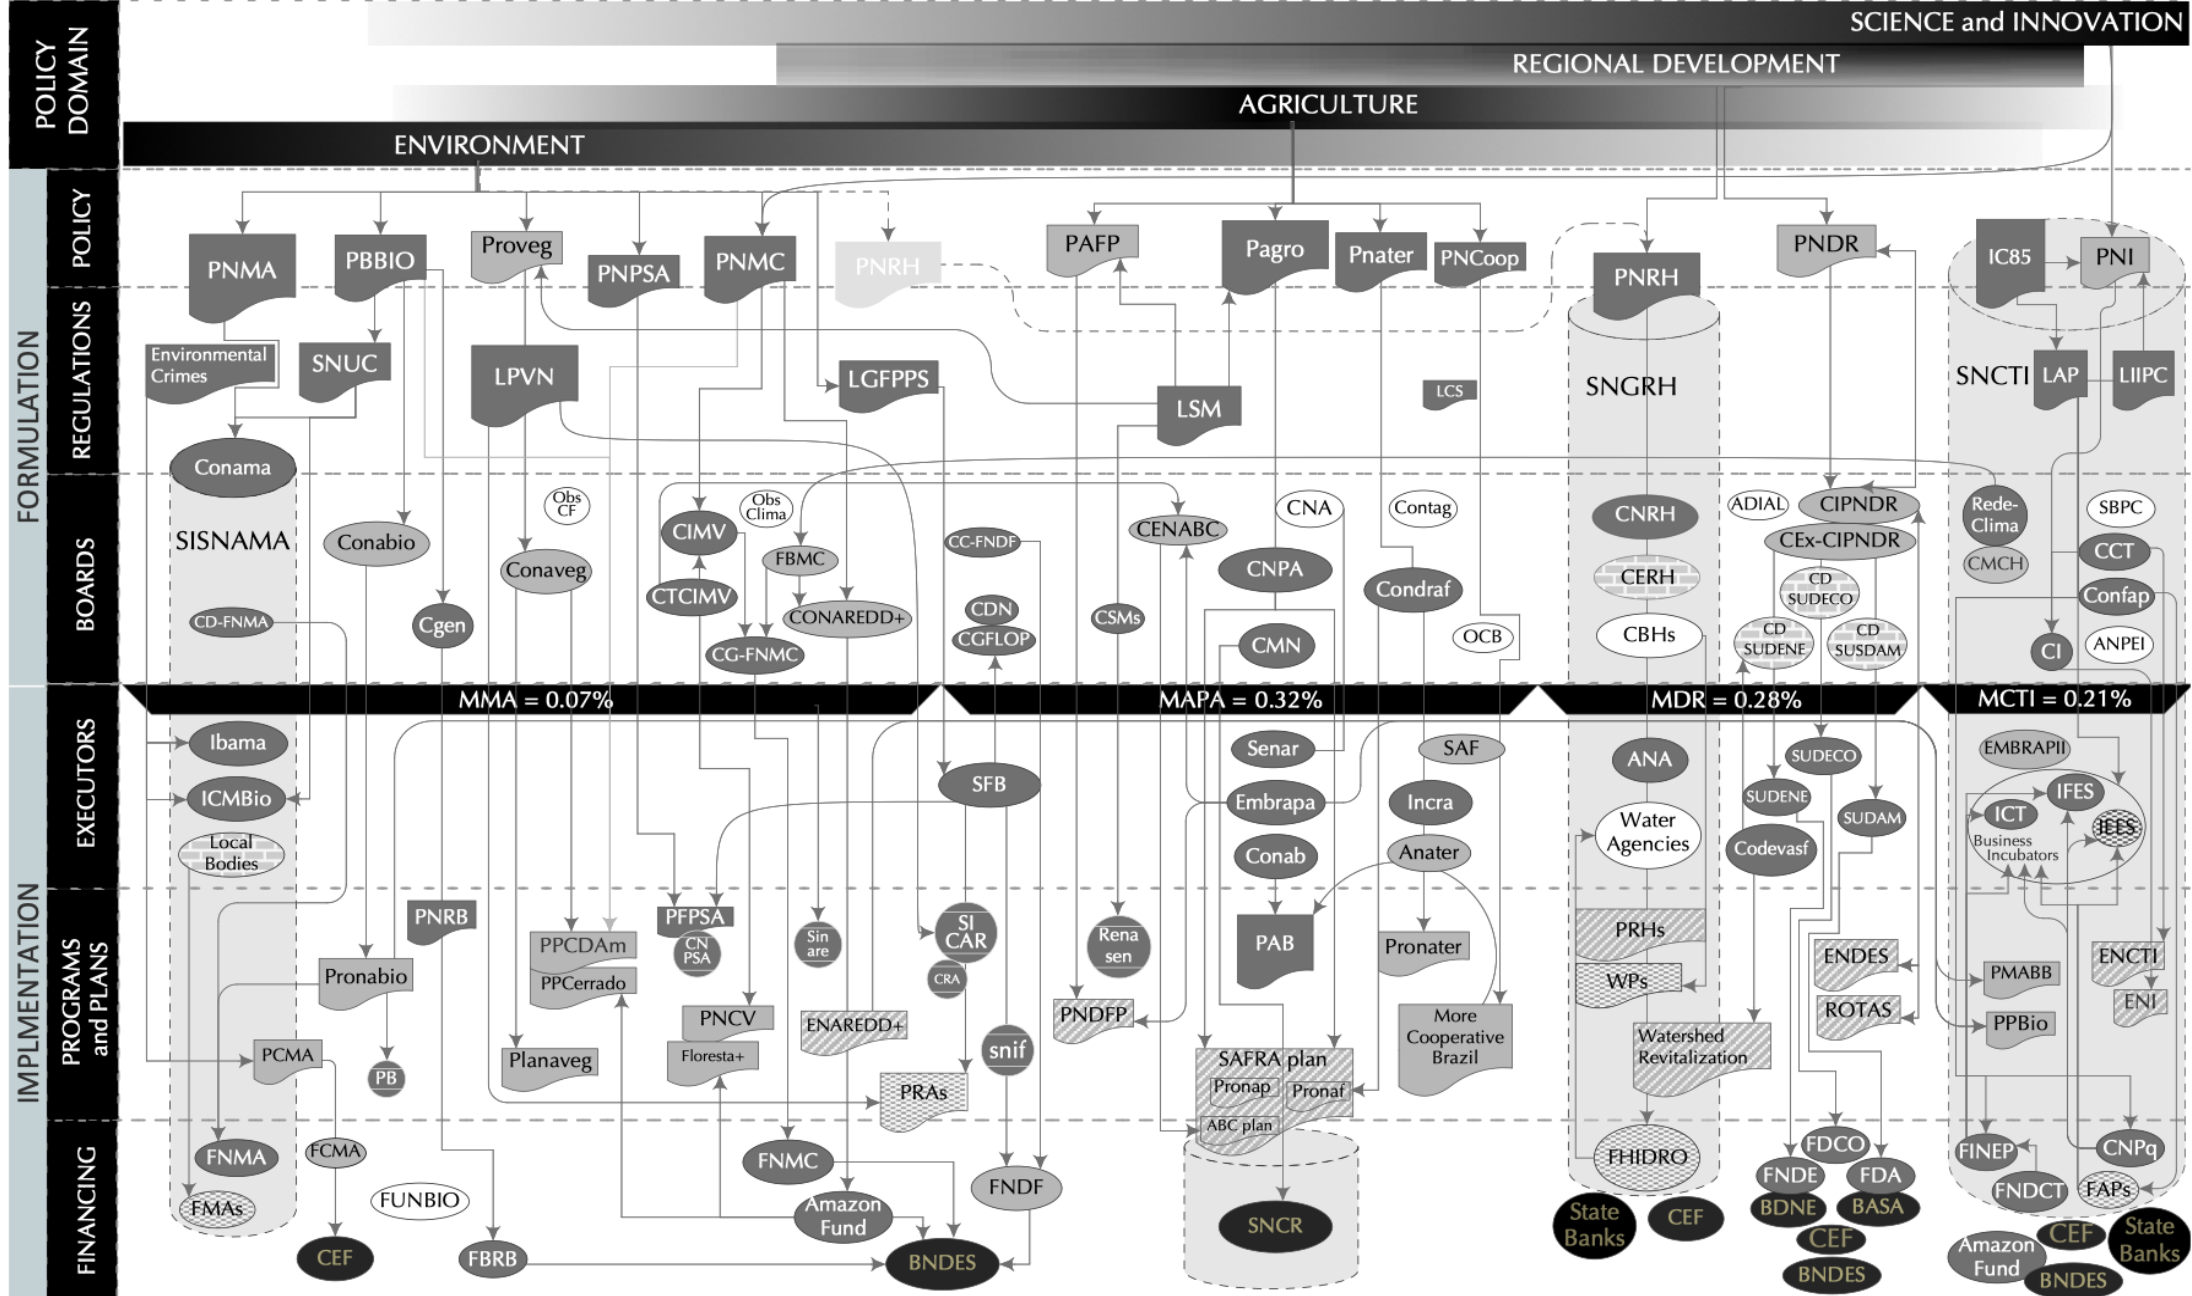 SCIENCE and INNOVATION
REGIONAL DEVELOPMENT
AGRICULTURE
ENVIRONMENT
POLICY
DOMAIN
FORMULATION
POLICY
PNMA
PBBIO
Proveg
PNPSA
PNMC
PNRH
PAFP
Pagro
Pnater
PNCoop
PNRH
PNDR
IC85
PNI
REGULATIONS
Environmental
Crimes
SNUC
LPVN
LGFPPS
LSM
LCS
SNGRH
SNCTI
LAP
LIIPC
Conama
BOARDS
SISNAMA
CD-FNMA
Conabio
Cgen
Obs
CF
Conaveg
CIMV
CTCIMV
Obs
Clima
FBMC
CONAREDD+
CG-FNMC
CC-FNDF
CDN
CGFLOP
CSMs
CENABC
CNA
CNPA
CMN
Contag
Condraf
OCB
CNRH
CERH
CBHs
ADIAL
CIPNDR
CEx-CIPNDR
CD
SUDECO
CD
SUDENE
CD
SUSDAM
Rede-
Clima
CMCH
SBPC
CCT
Confap
ANPEI
CI
MMA = 0.07%
MAPA = 0.32%
MDR = 0.28%
MCTI = 0.21%
IMPLMENTATION
EXECUTORS
Ibama
ICMBio
Local
Bodies
SFB
Senar
Embrapa
Conab
SAF
Incra
Anater
ANA
Water
Agencies
SUDECO
SUDENE
SUDAM
Codevasf
EMBRAPII
IFES
ICT
IEES
Business
Incubators
PROGRAMS
and PLANS
PNRB
Pronabio
PCMA
PB
PPCDAm
PPCerrado
Planaveg
PFPSA
CN
PSA
PNCV
Floresta+
Sin
are
ENAREDD+
SI
CAR
CRA
snif
PRAs
Rena
sen
PNDFP
PAB
SAFRA plan
Pronap
Pronaf
ABC plan
Pronater
More
Cooperative
Brazil
PRHs
WPs
Watershed
Revitalization
ENDES
ROTAS
PMABB
PPBio
ENCTI
ENI
FINANCING
FNMA
FMAs
FCMA
CEF
FUNBIO
FBRB
FNMC
Amazon
Fund
BNDES
FNDF
SNCR
FHIDRO
State
Banks
CEF
FDCO
FNDE
FDA
BDNE
BASA
CEF
BNDES
FINEP
CNPq
FNDCT
FAPs
Amazon
Fund
CEF
BNDES
State
Banks